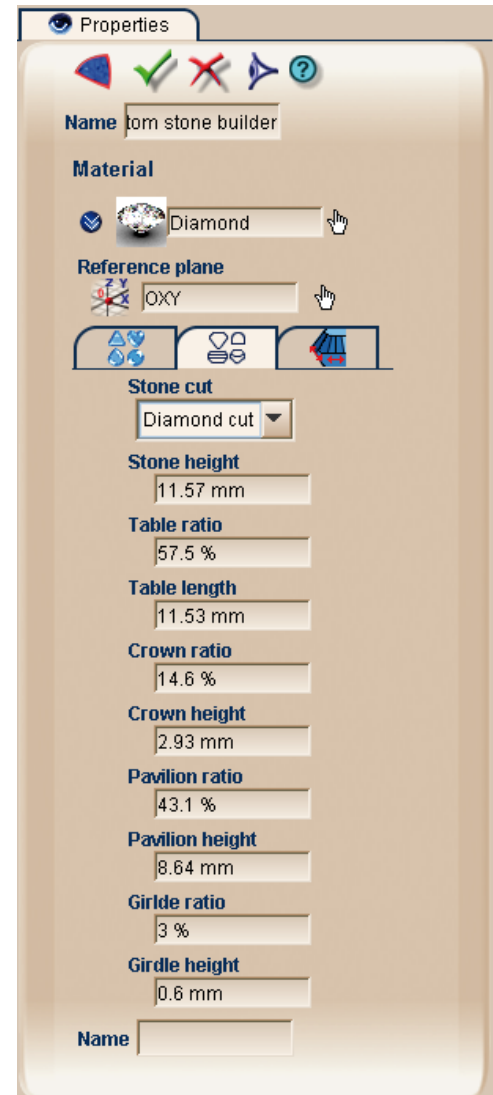 Properties
?
Name tom stone builder
Material
Diamond
Reference plane
Z Y
X
OXY
Stone cut
Diamond cut
Stone height
11.57 mm
Table ratio
57.5 %
Table length
11.53 mm
Crown ratio
14.6 %
Crown height
2.93 mm
Pavilion ratio
43.1 %
Pavilion height
8.64 mm
Girlde ratio
3 %
Girdle height
0.6 mm
Name